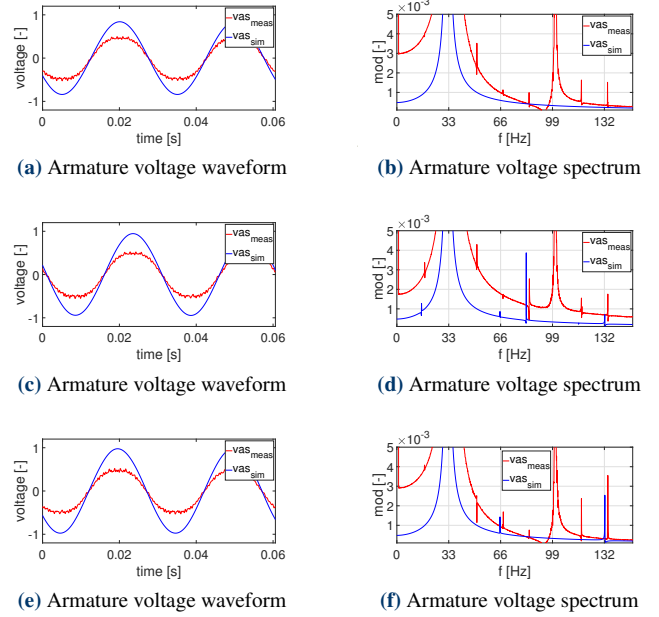 vas_meas
vas_sim
1
0
-1
voltage [-]
0
0.02
0.04
0.06
time [s]
(a) Armature voltage waveform
×10^-3
5
4
3
2
1
mod [-]
vas_meas
vas_sim
0
33
66
99
132
f [Hz]
(b) Armature voltage spectrum
vas_meas
vas_sim
1
0
-1
voltage [-]
0
0.02
0.04
0.06
time [s]
(c) Armature voltage waveform
×10^-3
5
4
3
2
1
mod [-]
vas_meas
vas_sim
0
33
66
99
132
f [Hz]
(d) Armature voltage spectrum
vas_meas
vas_sim
1
0
-1
voltage [-]
0
0.02
0.04
0.06
time [s]
(e) Armature voltage waveform
×10^-3
5
4
3
2
1
mod [-]
vas_meas
vas_sim
0
33
66
99
132
f [Hz]
(f) Armature voltage spectrum